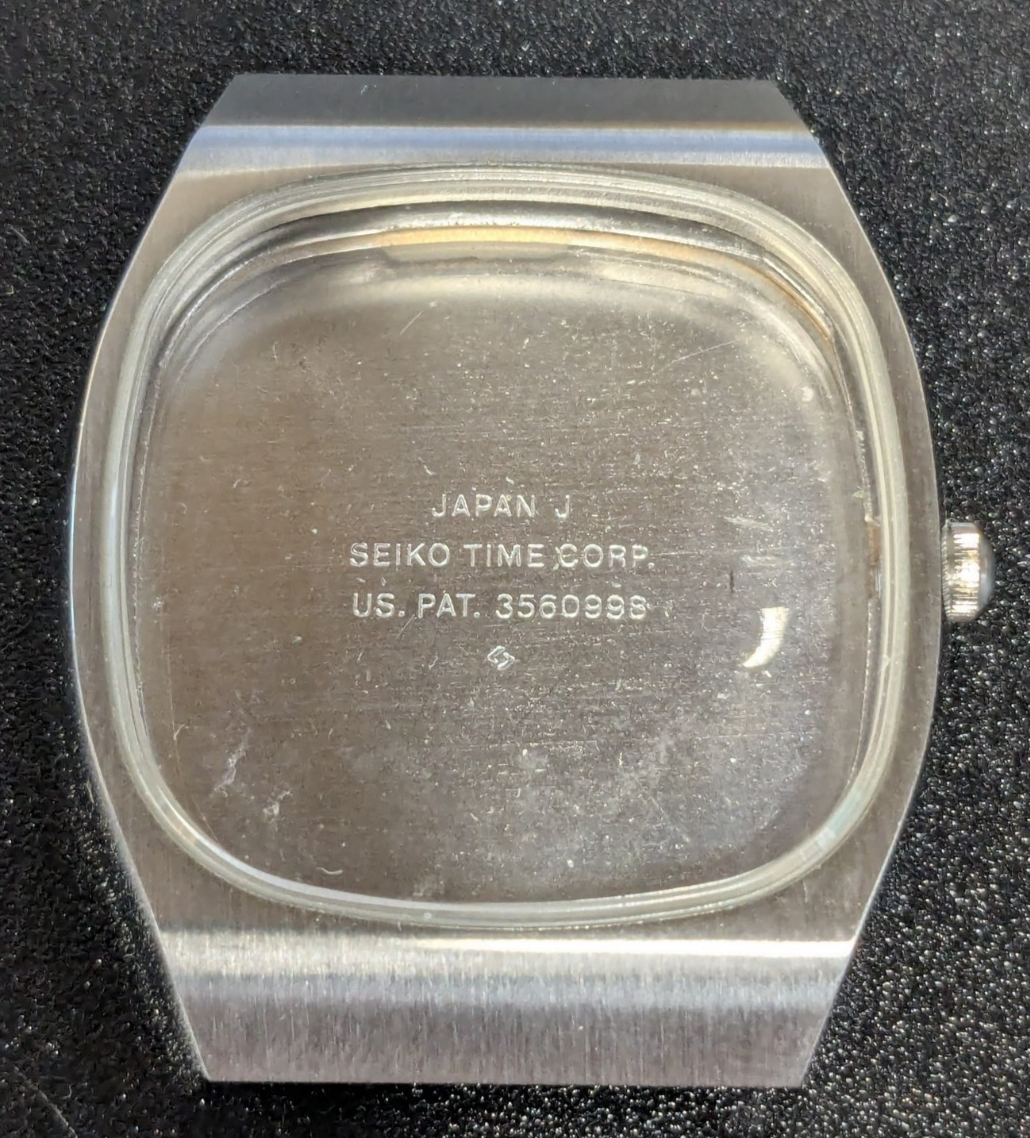 JAPAN J
SEIKO TIME CORP.
US. PAT. 3560998